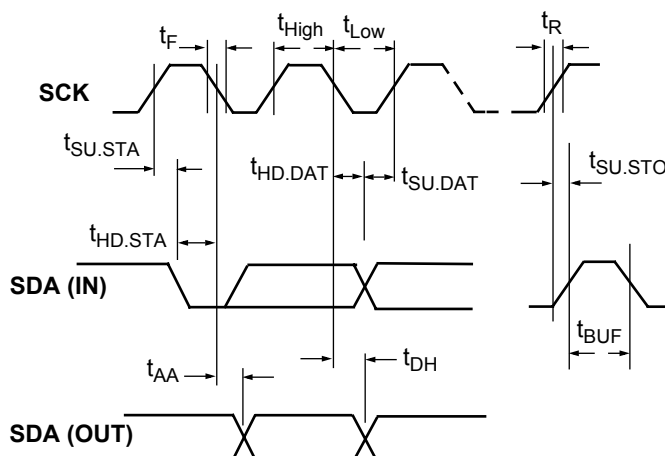 tF
tHigh
tLow
tR
SCK
tSU.STA
tHD.DAT
tSU.DAT
tSU.STO
tHD.STA
SDA (IN)
tBUF
tAA
tDH
SDA (OUT)